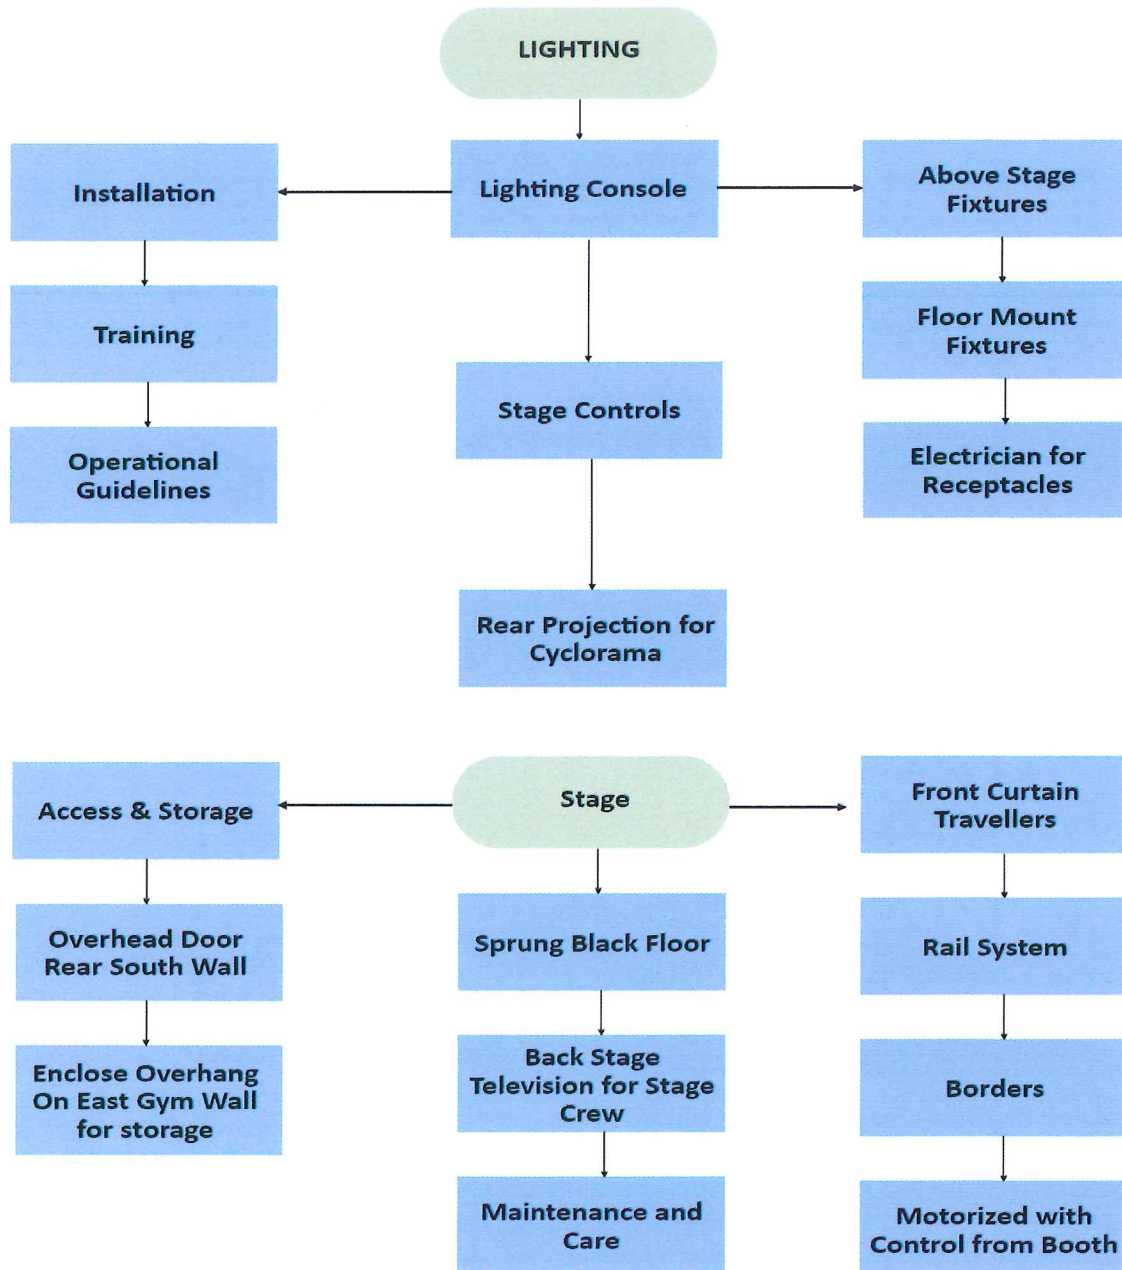 LIGHTING
Installation
Lighting Console
Above Stage
Fixtures
Training
Floor Mount
Fixtures
Stage Controls
Operational
Guidelines
Electrician for
Receptacles
Rear Projection for
Cyclorama
Access & Storage
Stage
Front Curtain
Travellers
Overhead Door
Rear South Wall
Sprung Black Floor
Rail System
Enclose Overhang
On East Gym Wall
for storage
Back Stage
Television for Stage
Crew
Borders
Maintenance and
Care
Motorized with
Control from Booth